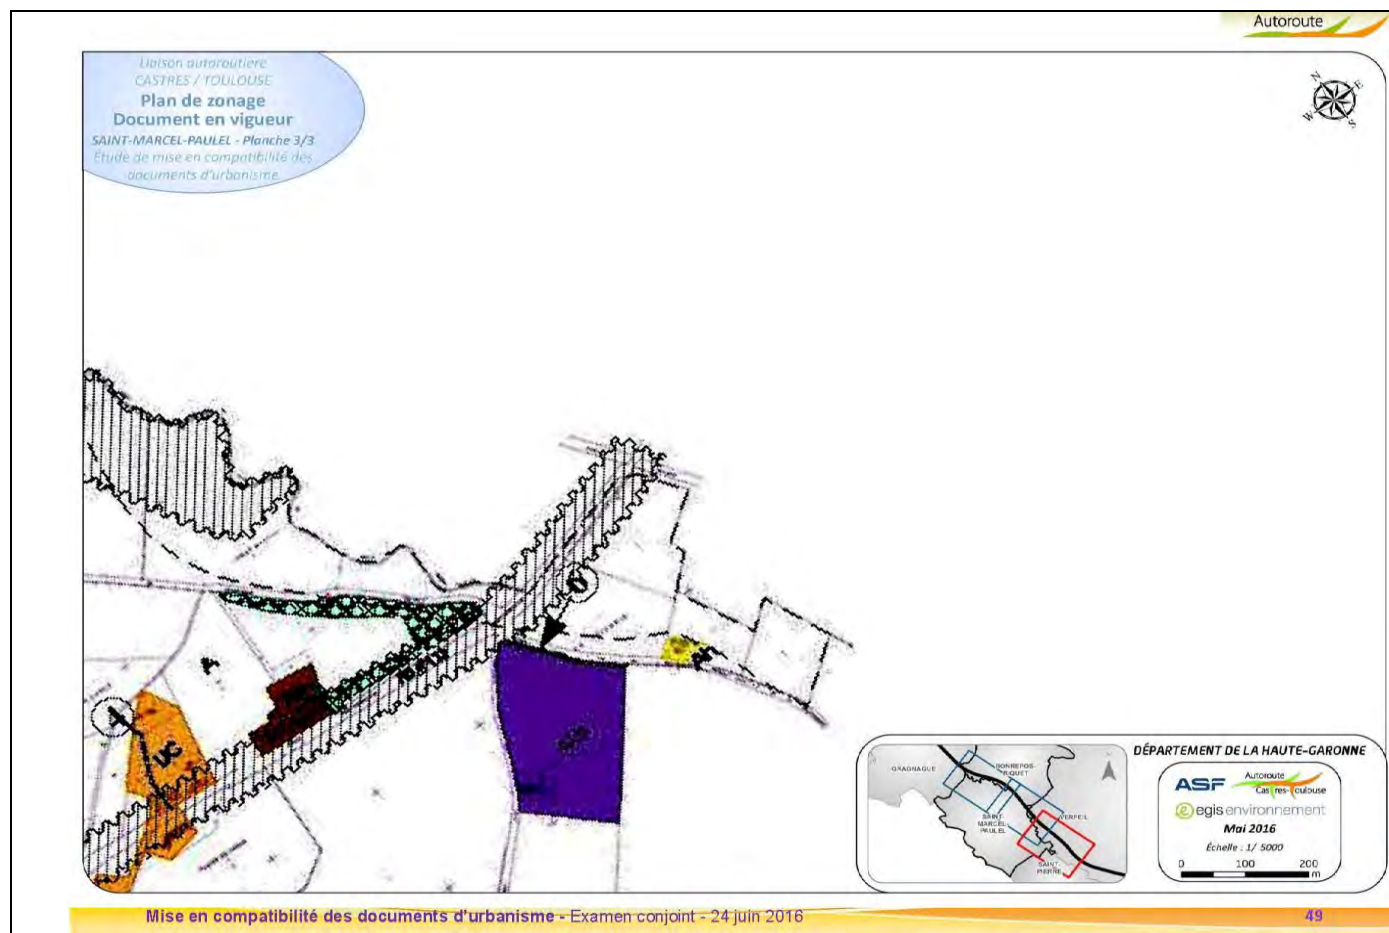 Autoroute
Liaison autoroutière
CASTRES / TOULOUSE
Plan de zonage
Document en vigueur
SAINT-MARCEL-PAULEL - Planche 3/3
Étude de mise en compatibilité des
documents d'urbanisme
N
E
W
S
A
4
UG
DÉPARTEMENT DE LA HAUTE-GARONNE
GRAGNAGUE
BONREPOS-
RIQUET
SAINT-
MARCEL-
PAULEL
VERFEIL
SAINT-
PIERRE
ASF
Autoroute
Castres-Toulouse
egis environnement
Mai 2016
Échelle : 1/ 5000
0 100 200
m
Mise en compatibilité des documents d'urbanisme - Examen conjoint - 24 juin 2016
49